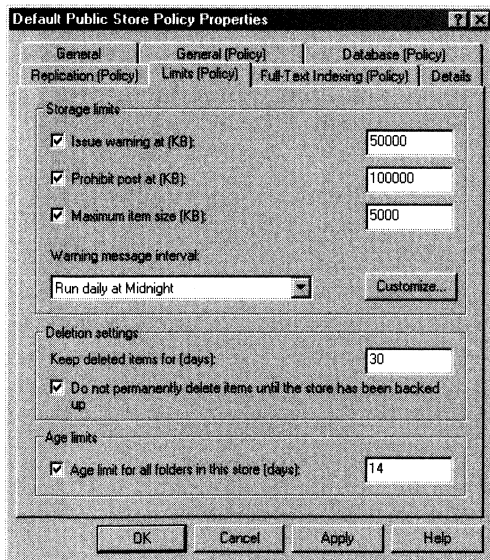 Default Public Store Policy Properties
General
General (Policy)
Database (Policy)
Replication (Policy)
Limits (Policy)
Full-Text Indexing (Policy)
Details
Storage limits
Issue warning at (KB):
50000
Prohibit post at (KB):
100000
Maximum item size (KB):
5000
Warning message interval:
Run daily at Midnight
Customize...
Deletion settings
Keep deleted items for (days):
30
Do not permanently delete items until the store has been backed
up
Age limits
Age limit for all folders in this store (days):
14
OK
Cancel
Apply
Help